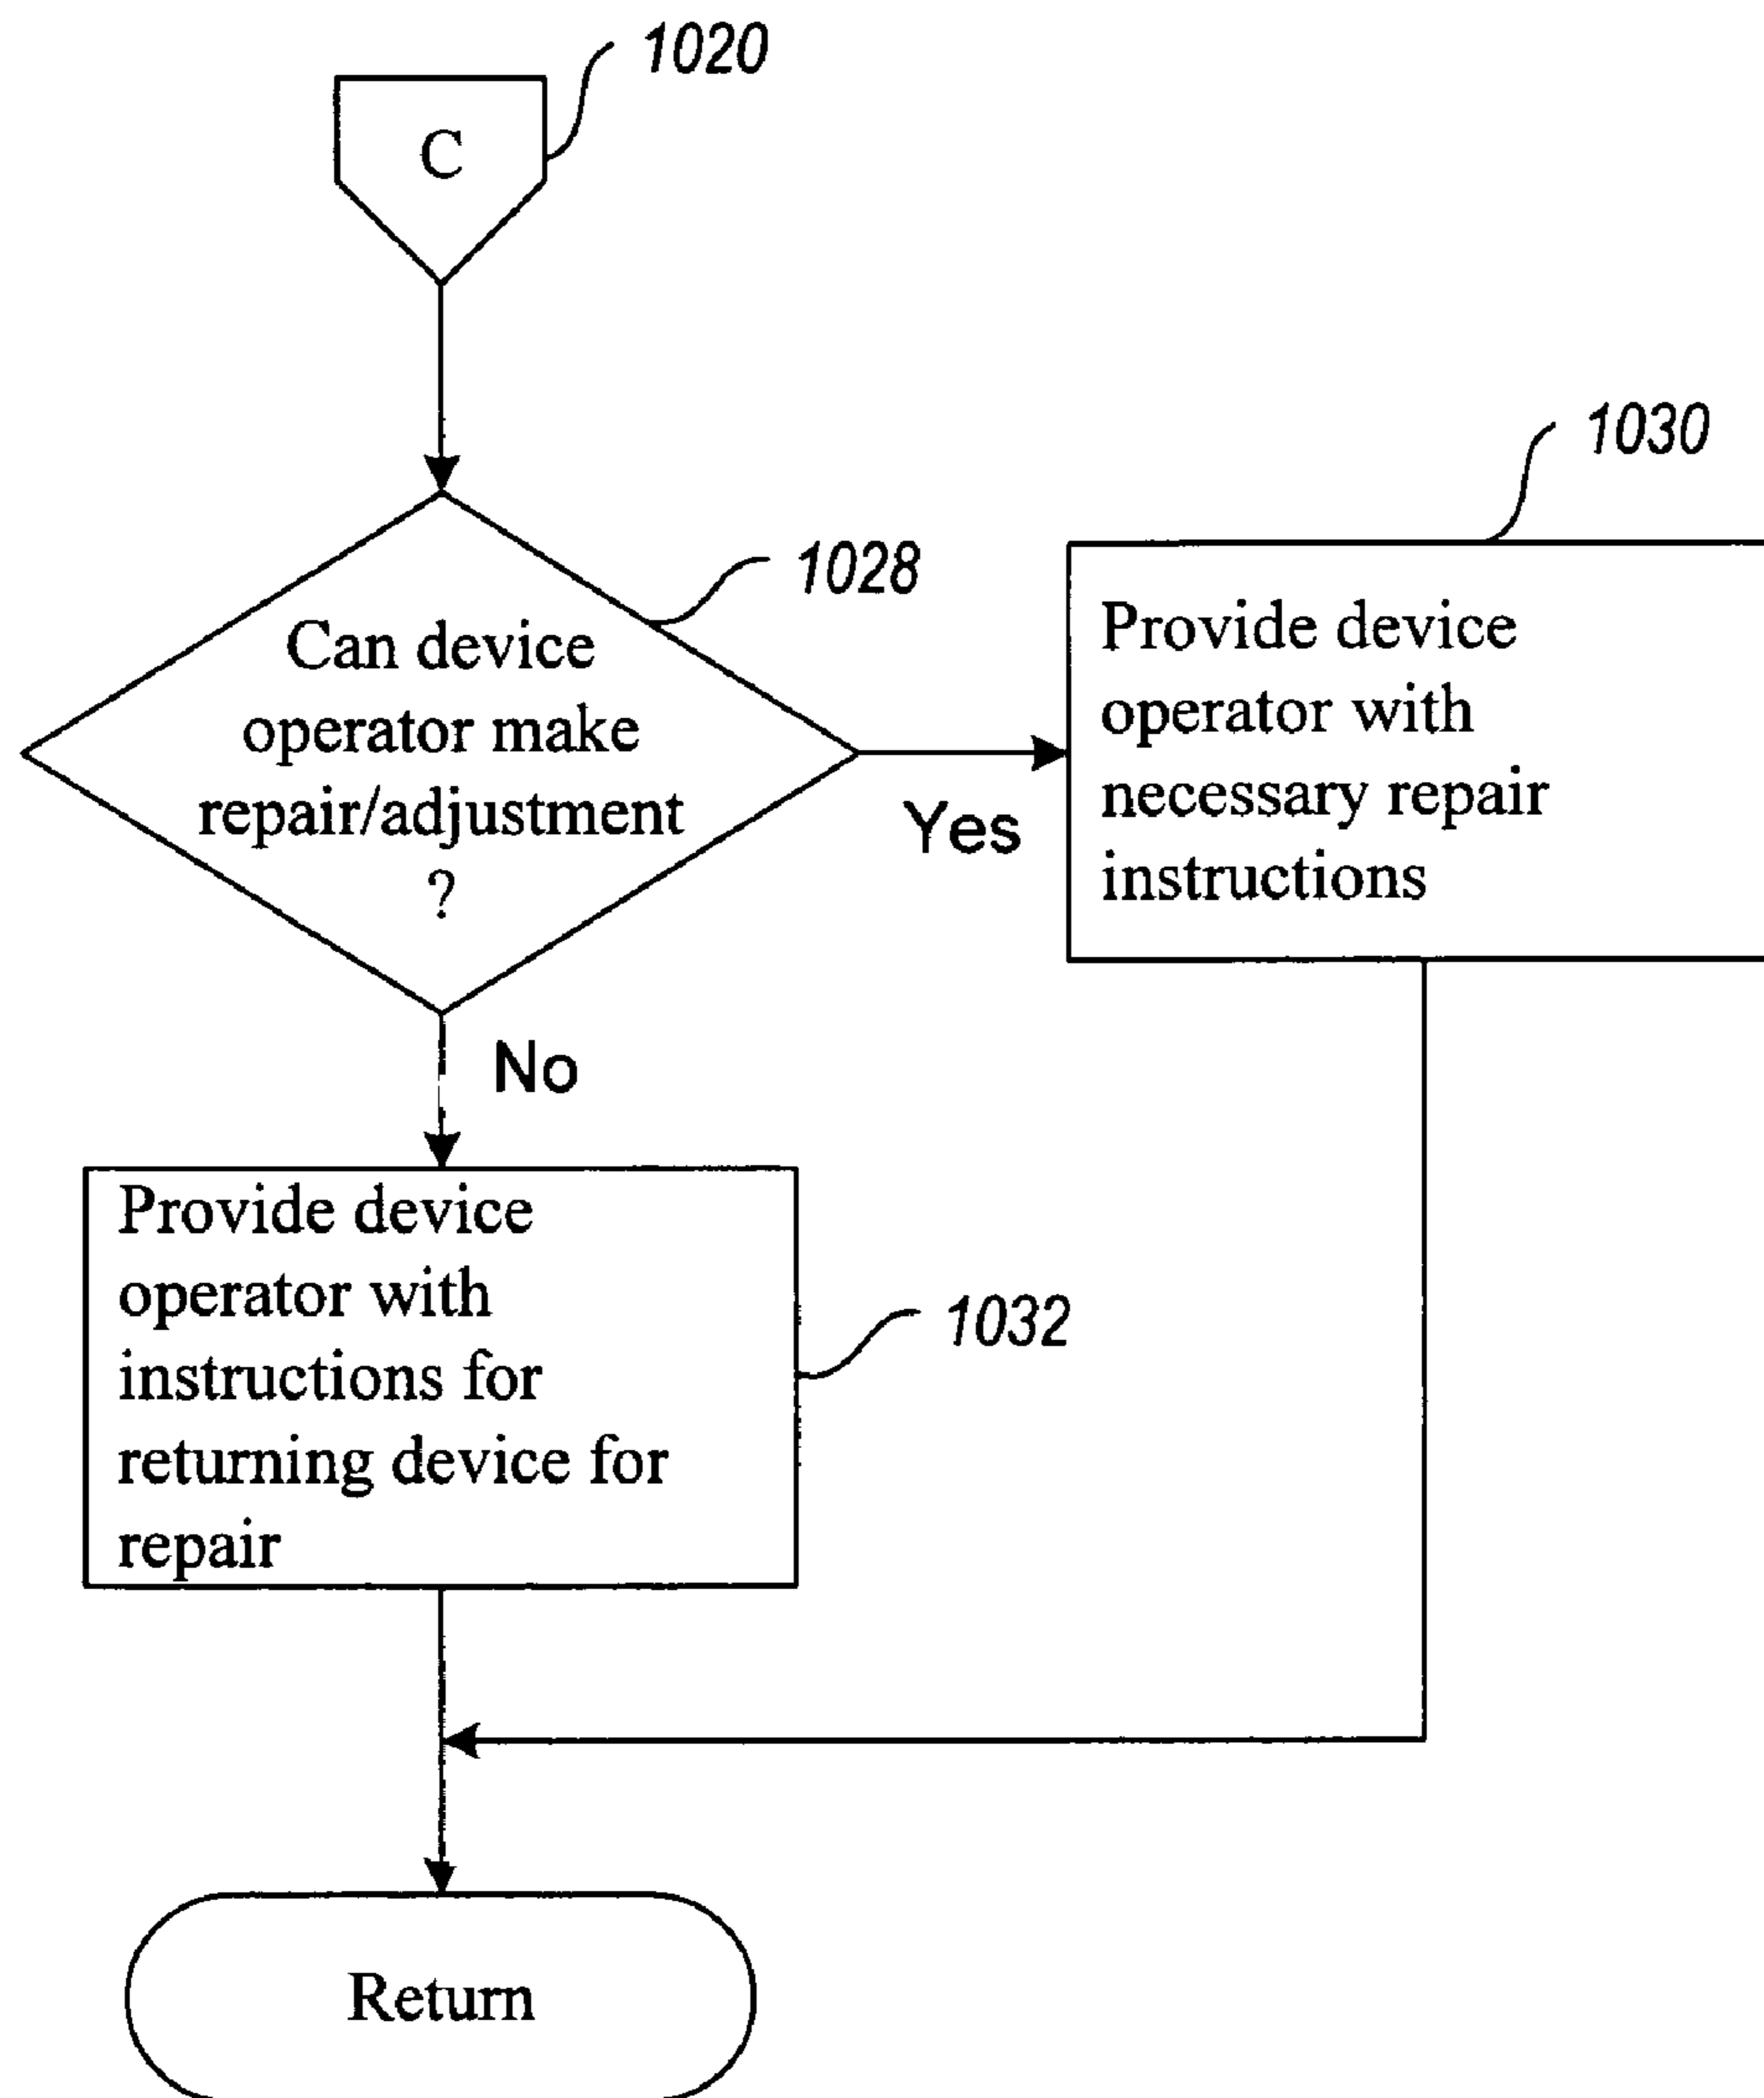 1020
C
1028
Can device
operator make
repair/adjustment
?
Yes
1030
Provide device
operator with
necessary repair
instructions
No
Provide device
operator with
instructions for
returning device for
repair
1032
Return